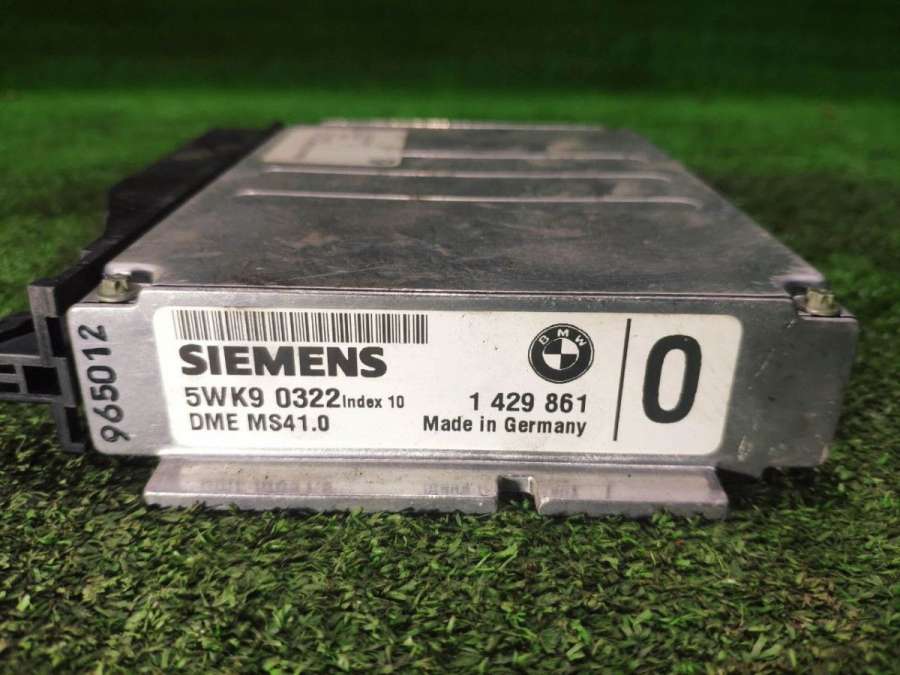 965012
SIEMENS
BMW
5WK9 0322 Index 10
1 429 861
DME MS41.0
Made in Germany
0